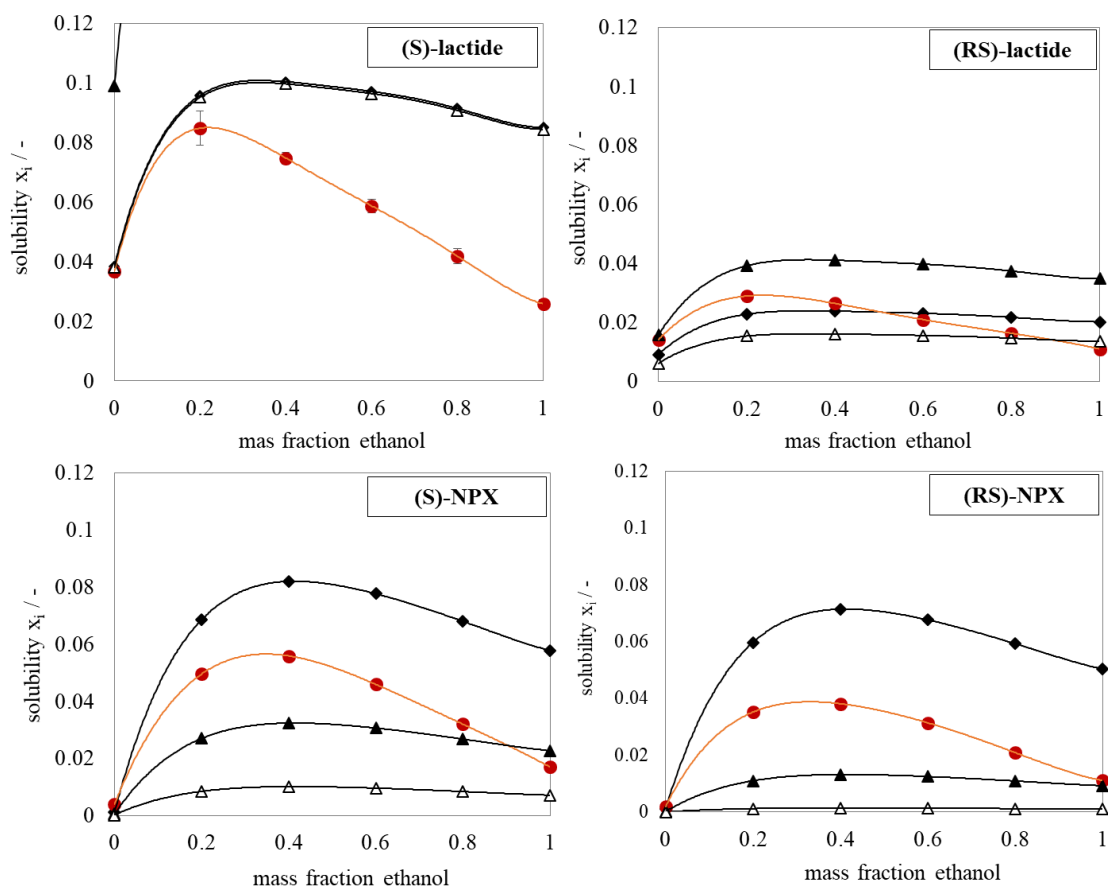 (S)-lactide
0.12
0.1
0.08
0.06
0.04
0.02
0
solubility xi / -
0 0.2 0.4 0.6 0.8 1
mas fraction ethanol
(RS)-lactide
0.12
0.1
0.08
0.06
0.04
0.02
0
solubility xi / -
0 0.2 0.4 0.6 0.8 1
mas fraction ethanol
(S)-NPX
0.12
0.1
0.08
0.06
0.04
0.02
0
solubility xi / -
0 0.2 0.4 0.6 0.8 1
mass fraction ethanol
(RS)-NPX
0.12
0.1
0.08
0.06
0.04
0.02
0
solubility xi / -
0 0.2 0.4 0.6 0.8 1
mass fraction ethanol